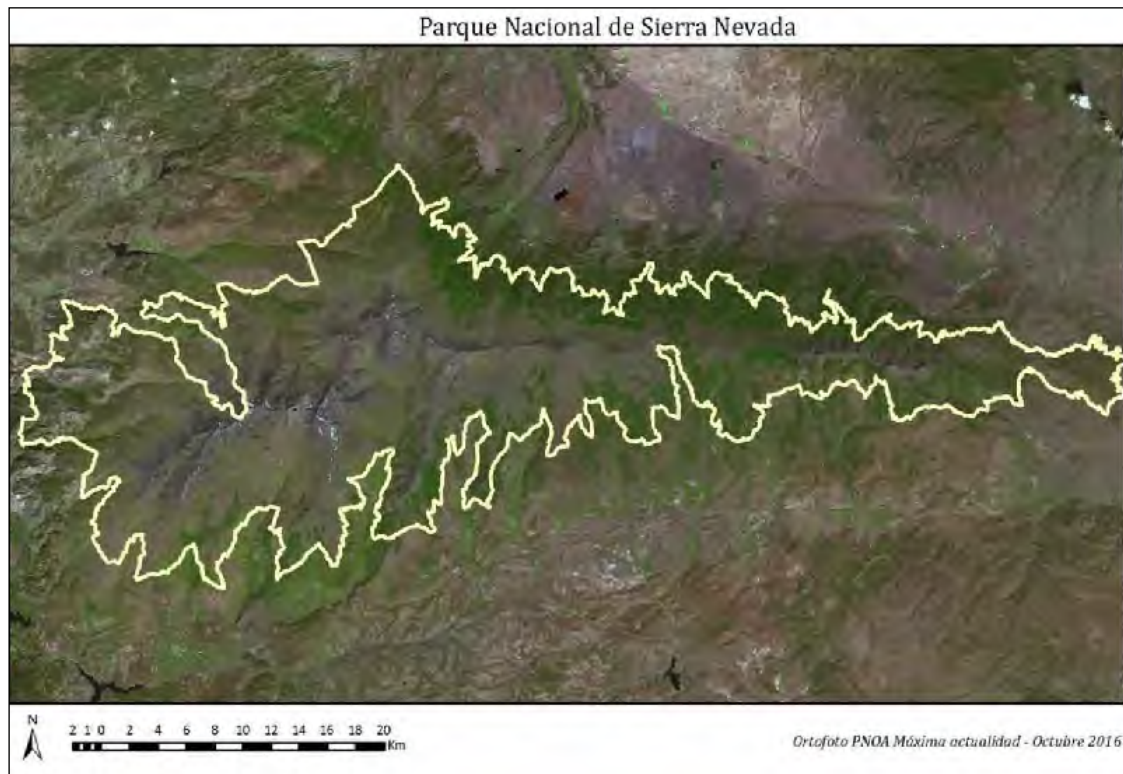 Parque Nacional de Sierra Nevada
N
2 1 0 2 4 6 8 10 12 14 16 18 20
Km
Ortofoto PNOA Máxima actualidad - Octubre 2016